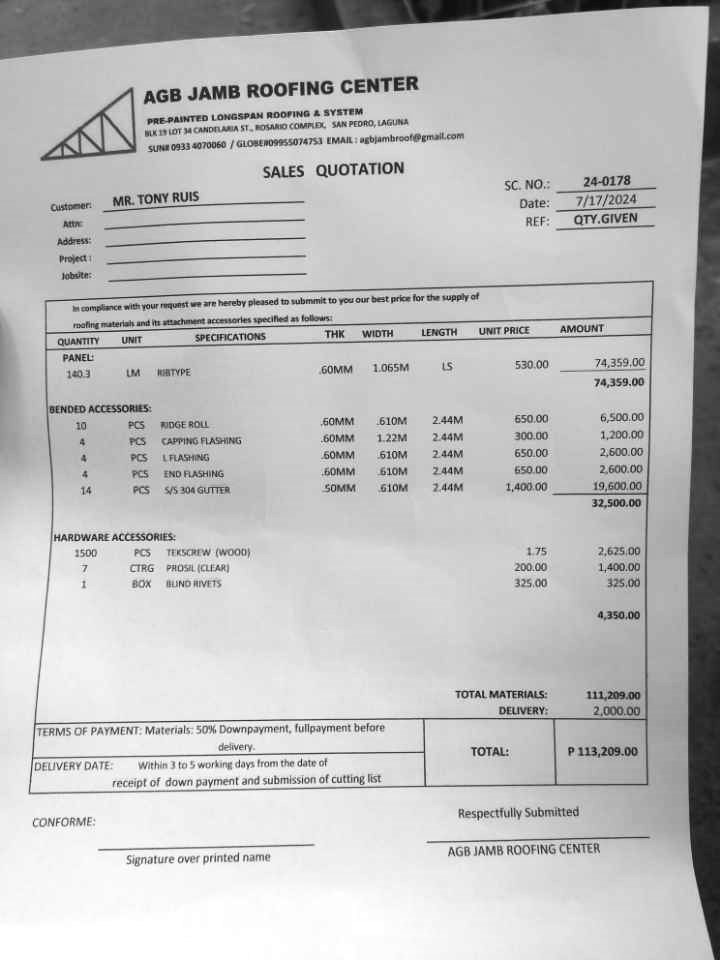 AGB JAMB ROOFING CENTER
PRE-PAINTED LONGSPAN ROOFING & SYSTEM
BLK 19 LOT 34 CANDELARIA ST., ROSARIO COMPLEX, SAN PEDRO, LAGUNA
SUN# 0933 4070060 / GLOBE#09955074753 EMAIL : agbjambroof@gmail.com
SALES QUOTATION
SC. NO.: 24-0178
Customer: MR. TONY RUIS
Date: 7/17/2024
Attn:
REF: QTY.GIVEN
Address:
Project :
Jobsite:
In compliance with your request we are hereby pleased to submmit to you our best price for the supply of
roofing materials and its attachment accessories specified as follows:
QUANTITY UNIT SPECIFICATIONS THK WIDTH LENGTH UNIT PRICE AMOUNT
PANEL:
140.3 LM RIBTYPE .60MM 1.065M LS 530.00 74,359.00
74,359.00
BENDED ACCESSORIES:
10 PCS RIDGE ROLL .60MM .610M 2.44M 650.00 6,500.00
4 PCS CAPPING FLASHING .60MM 1.22M 2.44M 300.00 1,200.00
4 PCS L FLASHING .60MM .610M 2.44M 650.00 2,600.00
4 PCS END FLASHING .60MM .610M 2.44M 650.00 2,600.00
14 PCS S/S 304 GUTTER .50MM .610M 2.44M 1,400.00 19,600.00
32,500.00
HARDWARE ACCESSORIES:
1500 PCS TEKSCREW (WOOD) 1.75 2,625.00
7 CTRG PROSIL (CLEAR) 200.00 1,400.00
1 BOX BLIND RIVETS 325.00 325.00
4,350.00
TOTAL MATERIALS: 111,209.00
DELIVERY: 2,000.00
TERMS OF PAYMENT: Materials: 50% Downpayment, fullpayment before
delivery.
TOTAL: P 113,209.00
DELIVERY DATE: Within 3 to 5 working days from the date of
receipt of down payment and submission of cutting list
CONFORME:
Respectfully Submitted
Signature over printed name
AGB JAMB ROOFING CENTER